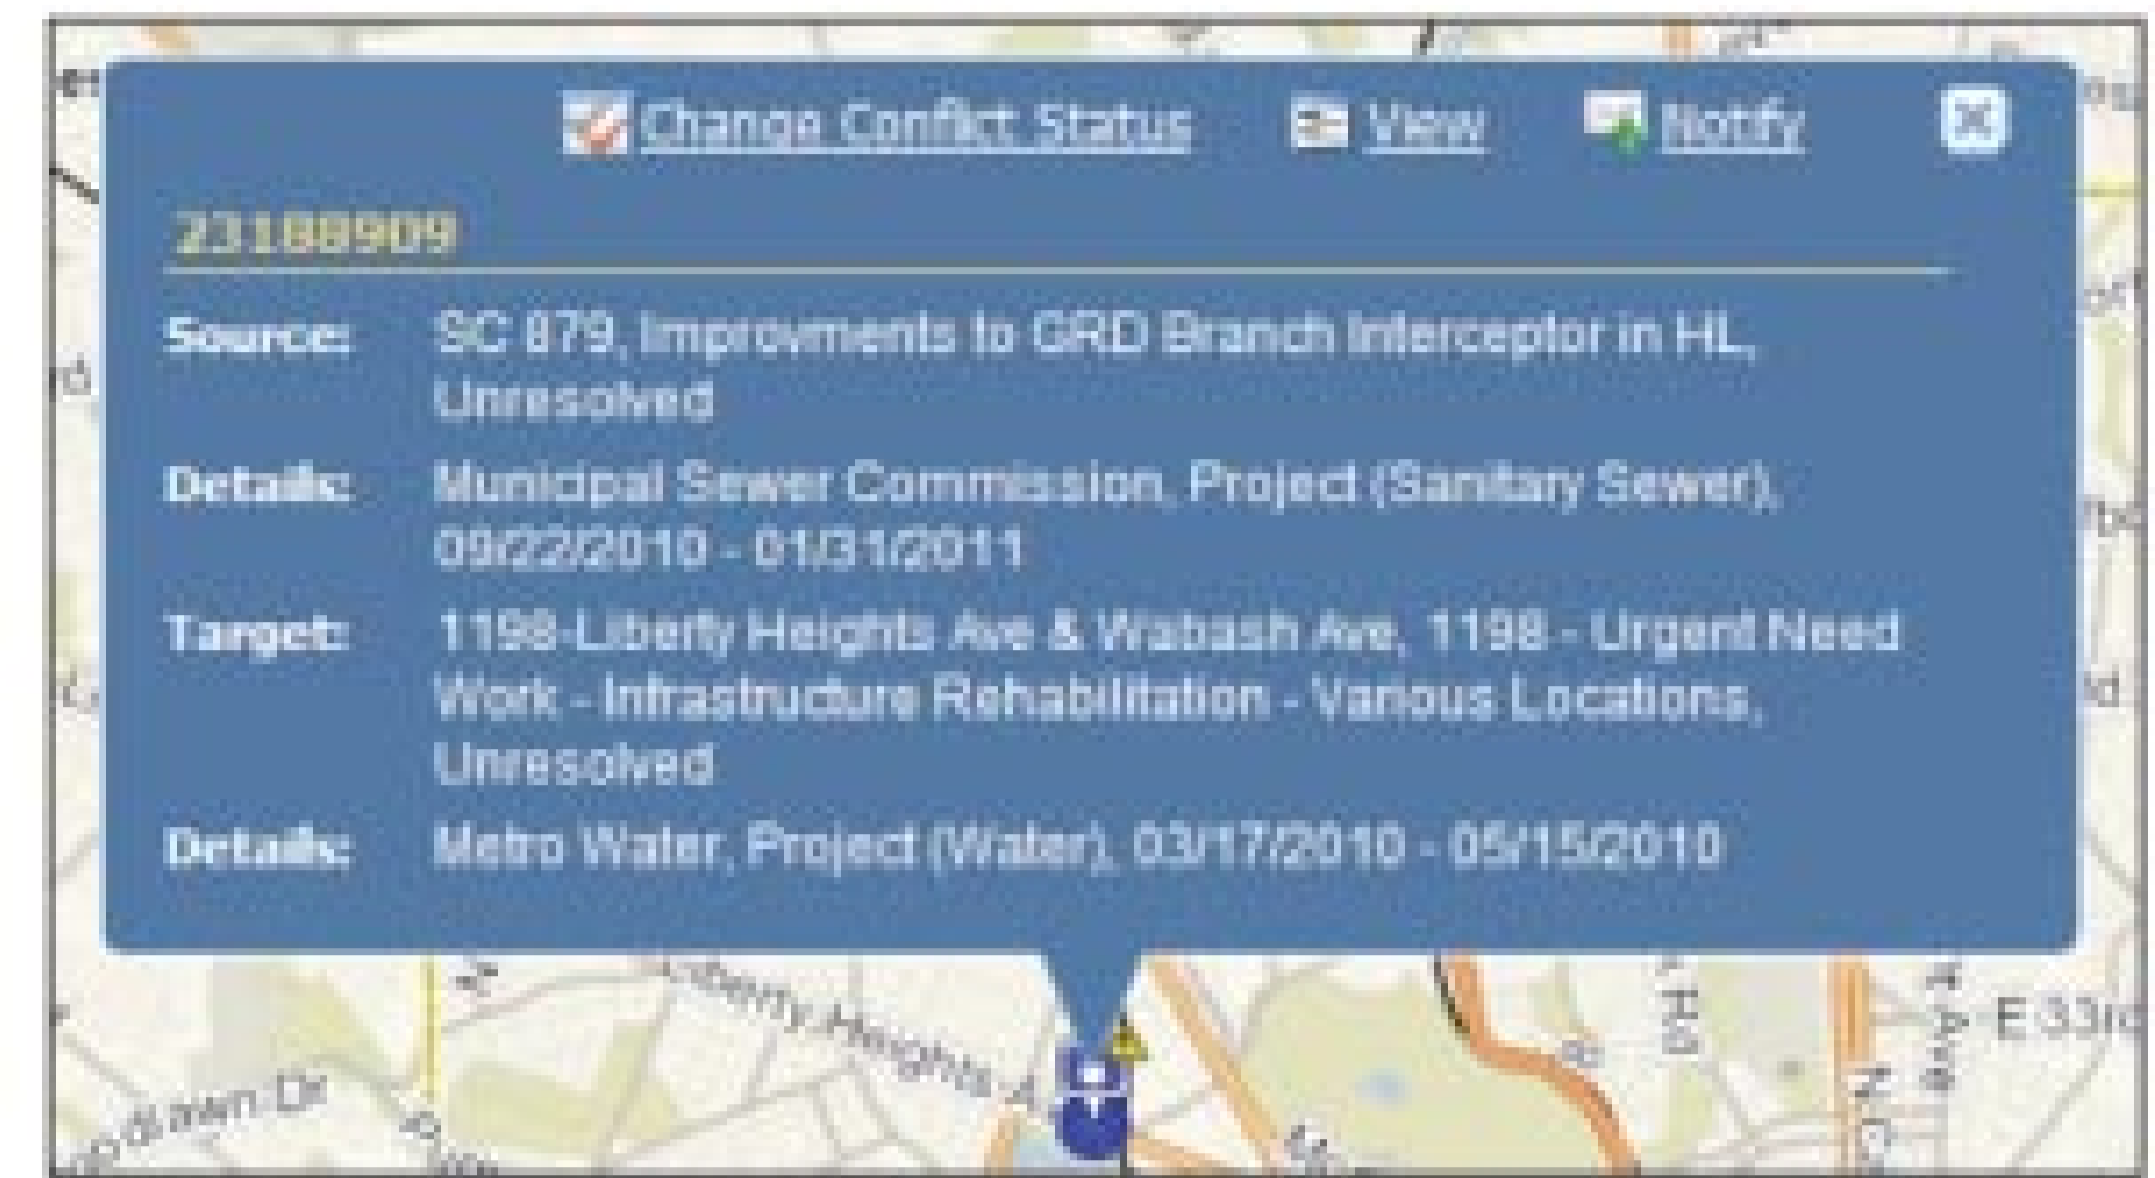 Change Conflict Status View Notify
23188909
Source: SC 879, Improvments to GRD Branch Interceptor in HL,
Unresolved
Details: Municipal Sewer Commission, Project (Sanitary Sewer),
09/22/2010 - 01/31/2011
Target: 1198-Liberty Heights Ave & Wabash Ave, 1198 - Urgent Need
Work - Infrastructure Rehabilitation - Various Locations,
Unresolved
Details: Metro Water, Project (Water), 03/17/2010 - 05/15/2010
Liberty Heights A
Rd
Ave
E 33rd